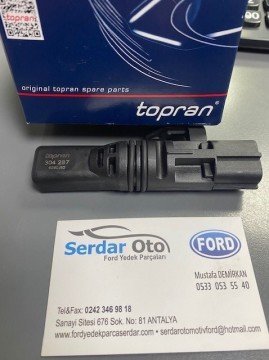 topran
original topran spare parts
topran®
topran
304 287
Serdar Oto
Ford Yedek Parçaları
Ford
Mustafa DEMİRKAN
0533 053 55 40
Tel&Fax: 0242 346 98 18
Sanayi Sitesi 676 Sok. No: 81 ANTALYA
www.fordyedekparcaserdar.com - serdarotomotivford@hotmail.com